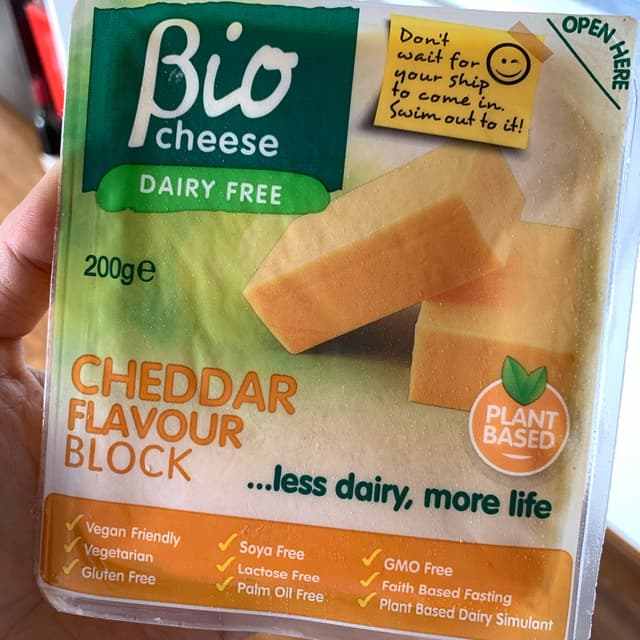 Bio
cheese
DAIRY FREE
Don't
wait for
your ship
to come in.
Swim out to it!
OPEN HERE
200g℮
CHEDDAR
FLAVOUR
BLOCK
PLANT
BASED
...less dairy, more life
Vegan Friendly
Vegetarian
Gluten Free
Soya Free
Lactose Free
Palm Oil Free
GMO Free
Faith Based Fasting
Plant Based Dairy Simulant